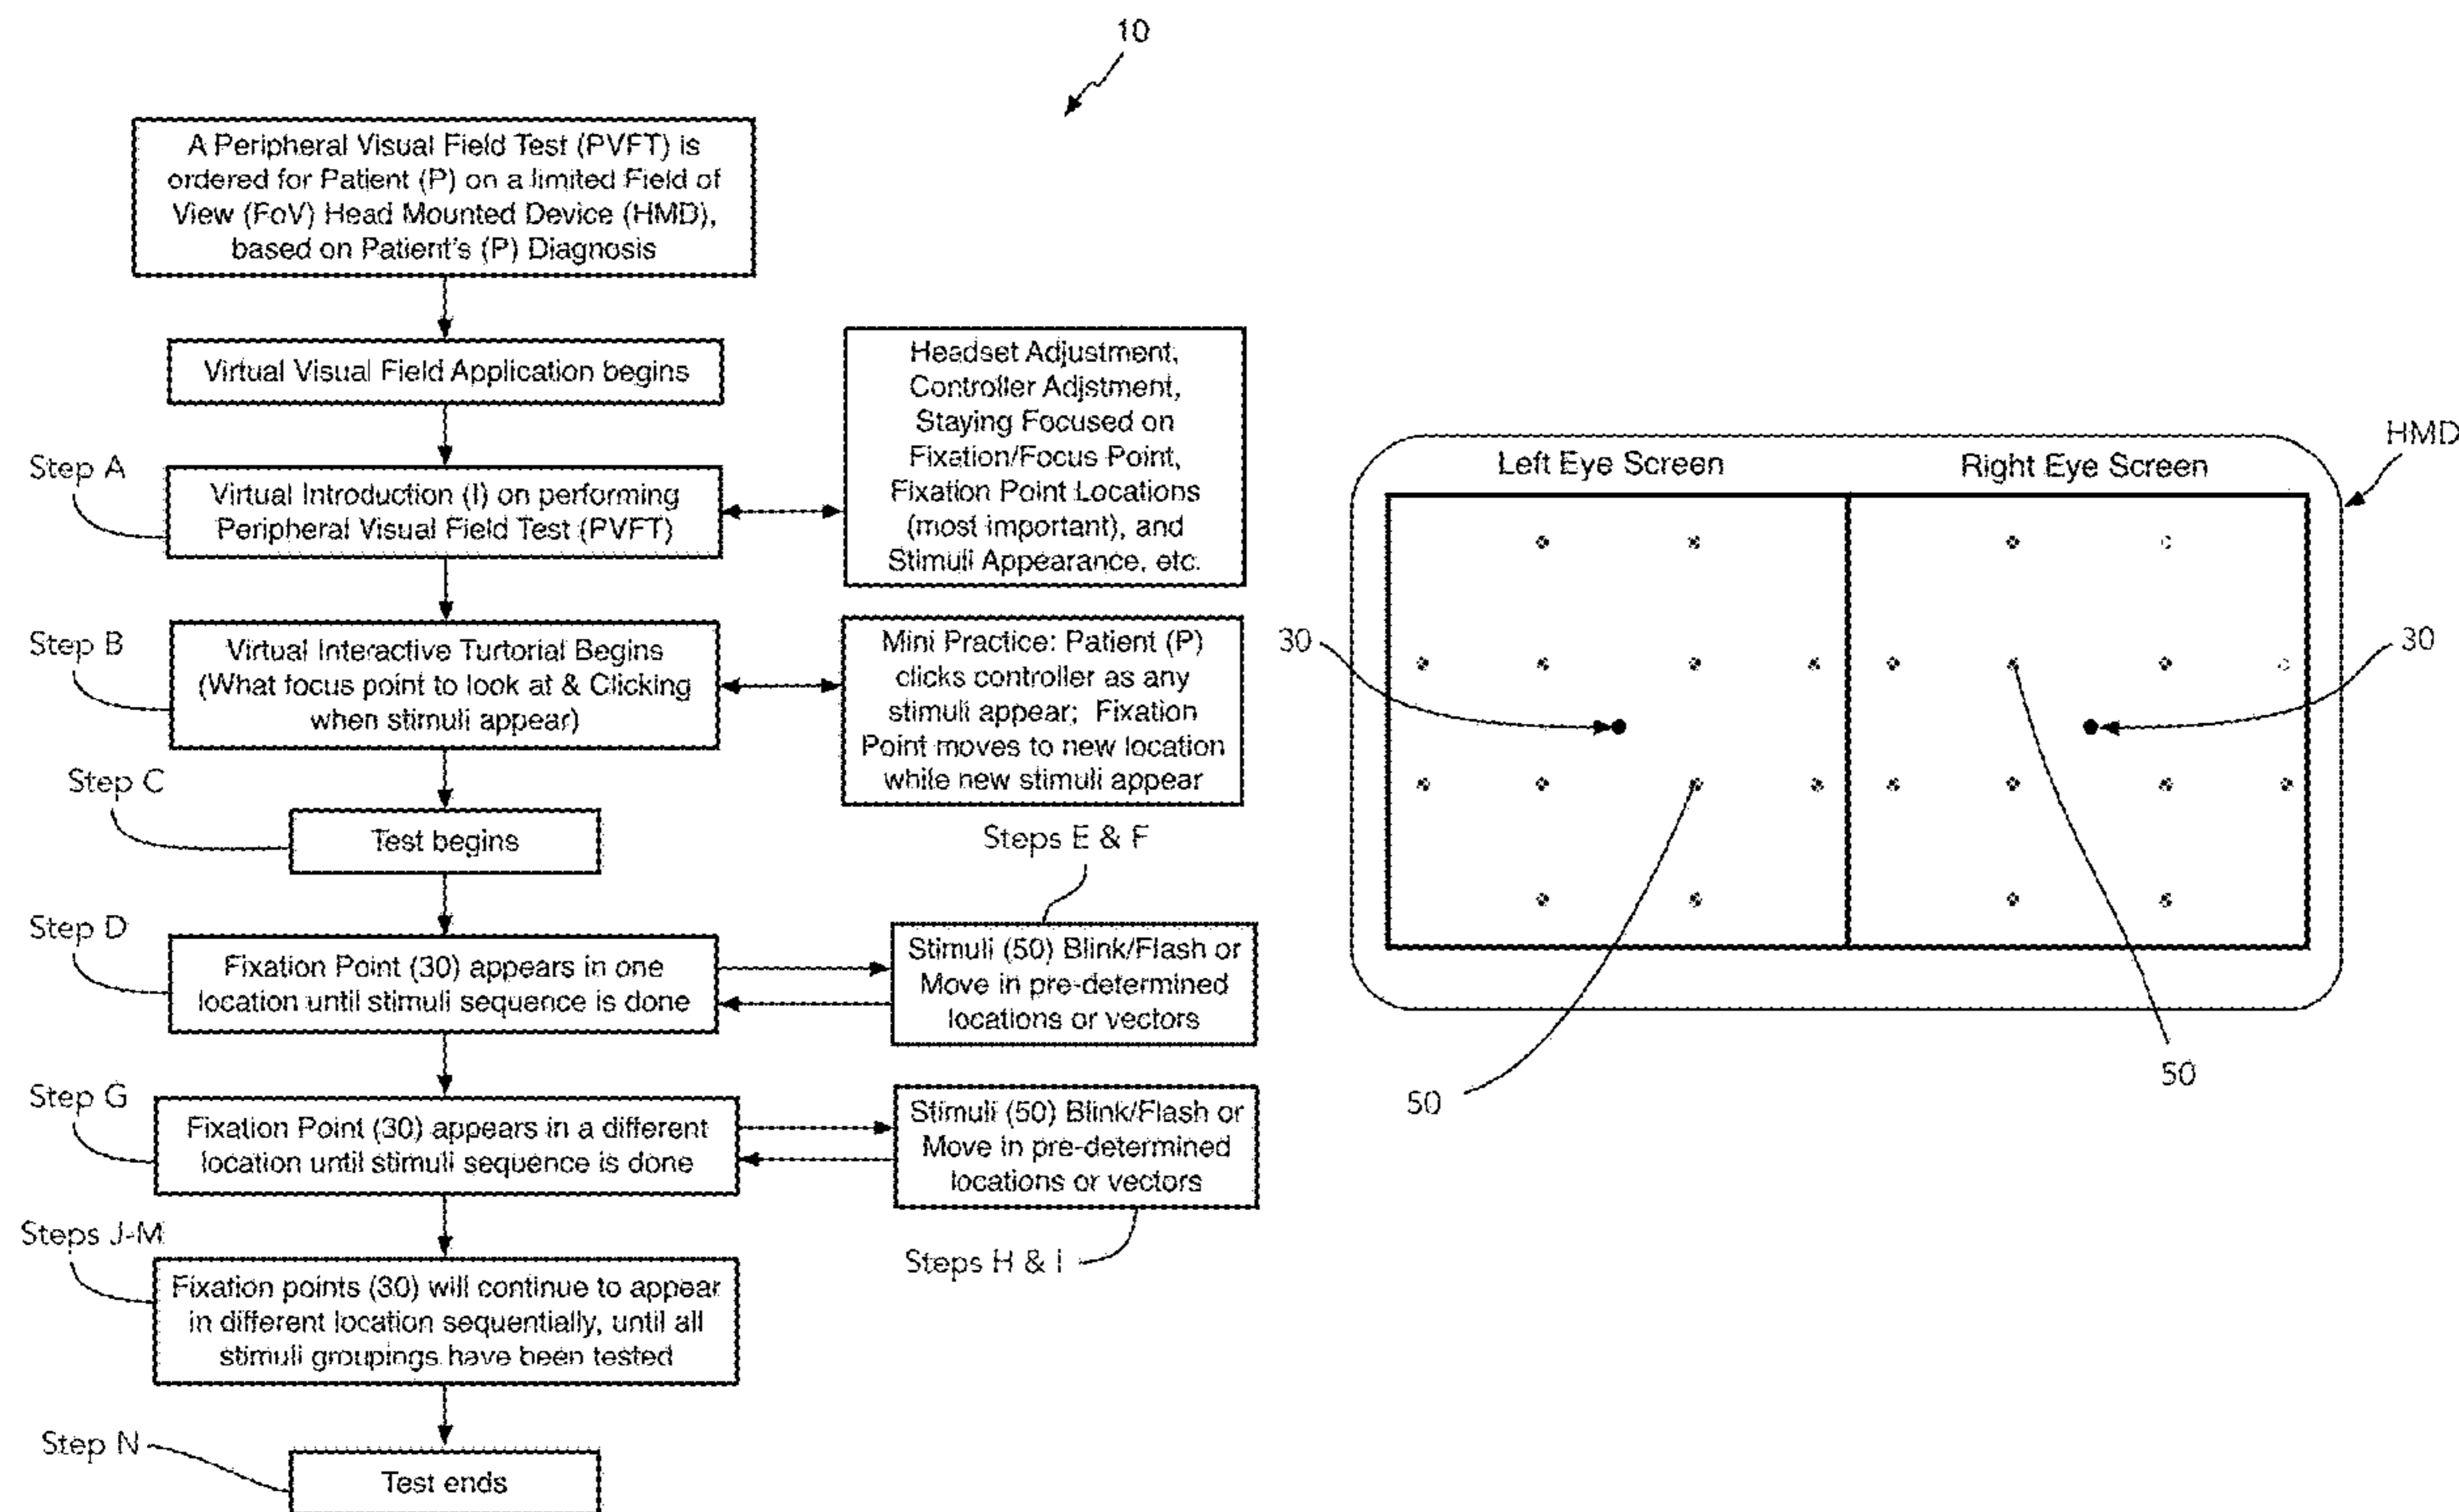 10
A Peripheral Visual Field Test (PVFT) is
ordered for Patient (P) on a limited Field of
View (FoV) Head Mounted Device (HMD),
based on Patient's (P) Diagnosis
Virtual Visual Field Application begins
Step A
Virtual Introduction (I) on performing
Peripheral Visual Field Test (PVFT)
Headset Adjustment,
Controller Adjstment,
Staying Focused on
Fixation/Focus Point,
Fixation Point Locations
(most important), and
Stimuli Appearance, etc.
Step B
Virtual Interactive Turtorial Begins
(What focus point to look at & Clicking
when stimuli appear)
Mini Practice: Patient (P)
clicks controller as any
stimuli appear; Fixation
Point moves to new location
while new stimuli appear
Step C
Test begins
Steps E & F
Step D
Fixation Point (30) appears in one
location until stimuli sequence is done
Stimuli (50) Blink/Flash or
Move in pre-determined
locations or vectors
Step G
Fixation Point (30) appears in a different
location until stimuli sequence is done
Stimuli (50) Blink/Flash or
Move in pre-determined
locations or vectors
Steps H & I
Steps J-M
Fixation points (30) will continue to appear
in different location sequentially, until all
stimuli groupings have been tested
Step N
Test ends
HMD
Left Eye Screen
Right Eye Screen
30
30
50
50